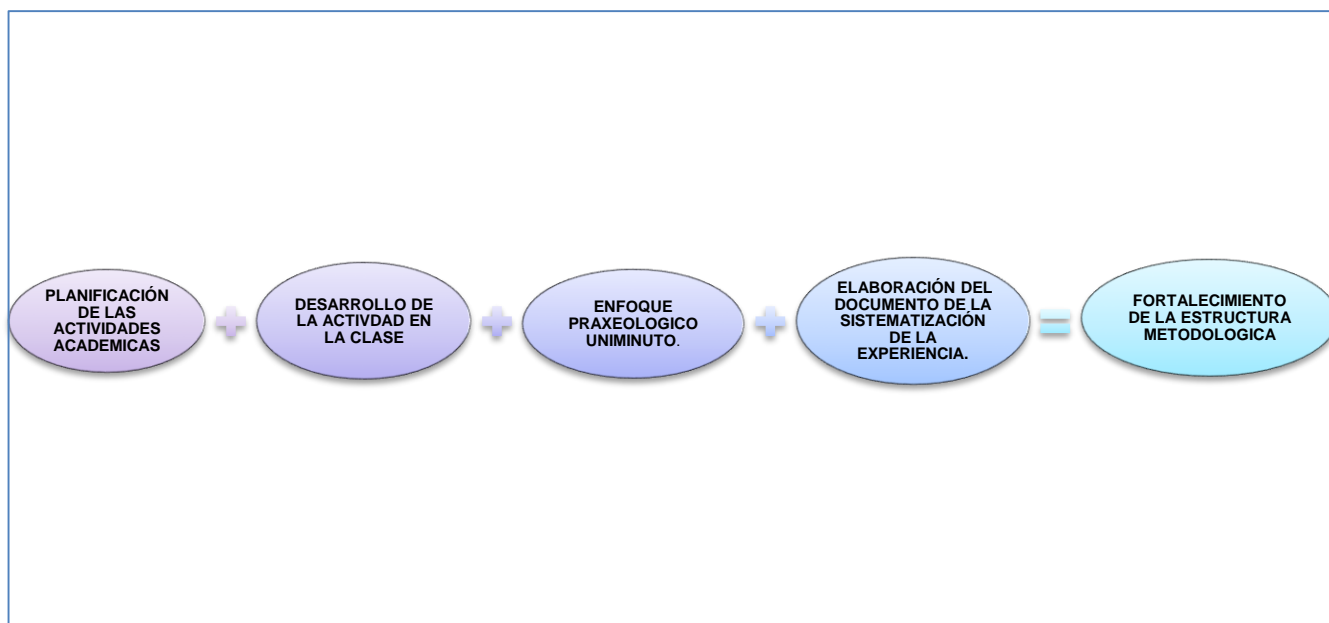 PLANIFICACIÓN
DE LAS
ACTIVIDADES
ACADEMICAS
DESARROLLO DE
LA ACTIVDAD EN
LA CLASE
ENFOQUE
PRAXEOLOGICO
UNIMINUTO.
ELABORACIÓN DEL
DOCUMENTO DE LA
SISTEMATIZACIÓN
DE LA
EXPERIENCIA.
FORTALECIMIENTO
DE LA ESTRUCTURA
METODOLOGICA